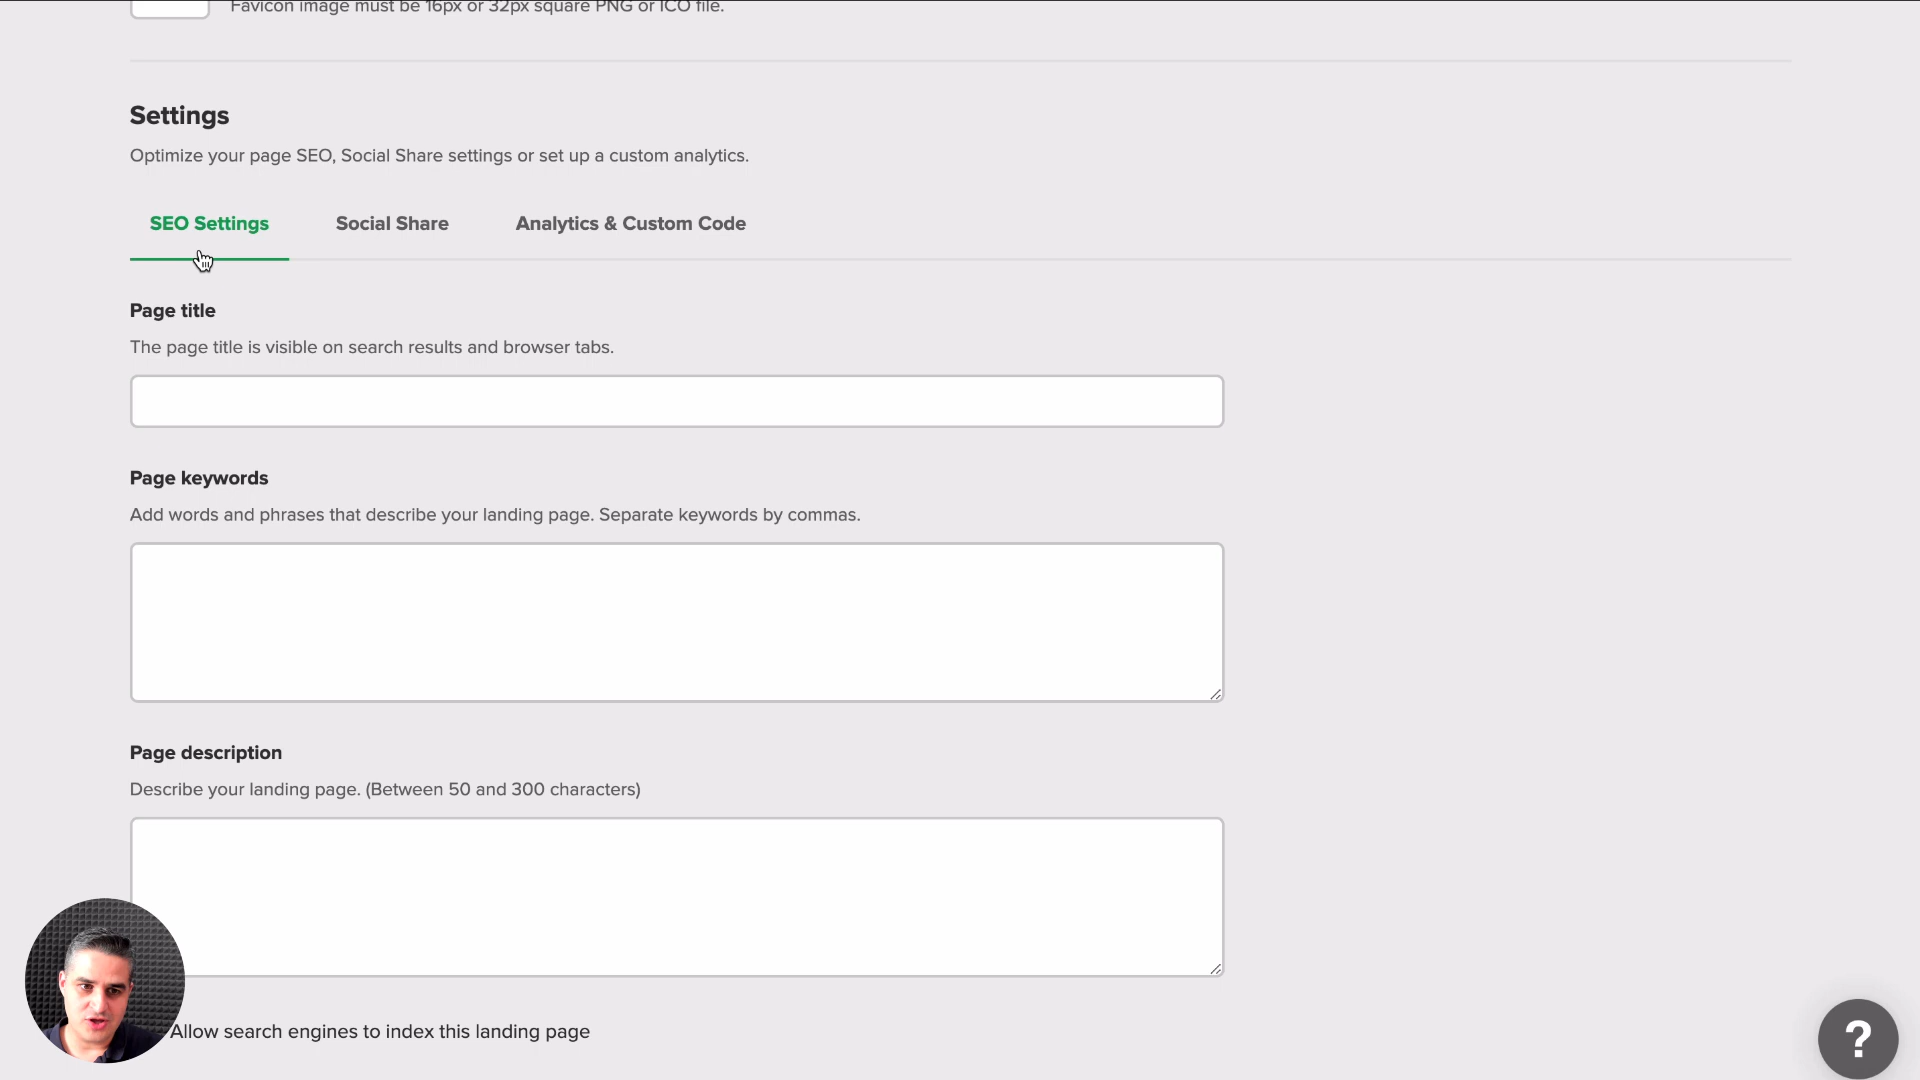 Favicon image must be 16px or 32px square PNG or ICO file.
Settings
Optimize your page SEO, Social Share settings or set up a custom analytics.
SEO Settings
Social Share
Analytics & Custom Code
Page title
The page title is visible on search results and browser tabs.
Page keywords
Add words and phrases that describe your landing page. Separate keywords by commas.
Page description
Describe your landing page. (Between 50 and 300 characters)
Allow search engines to index this landing page
?